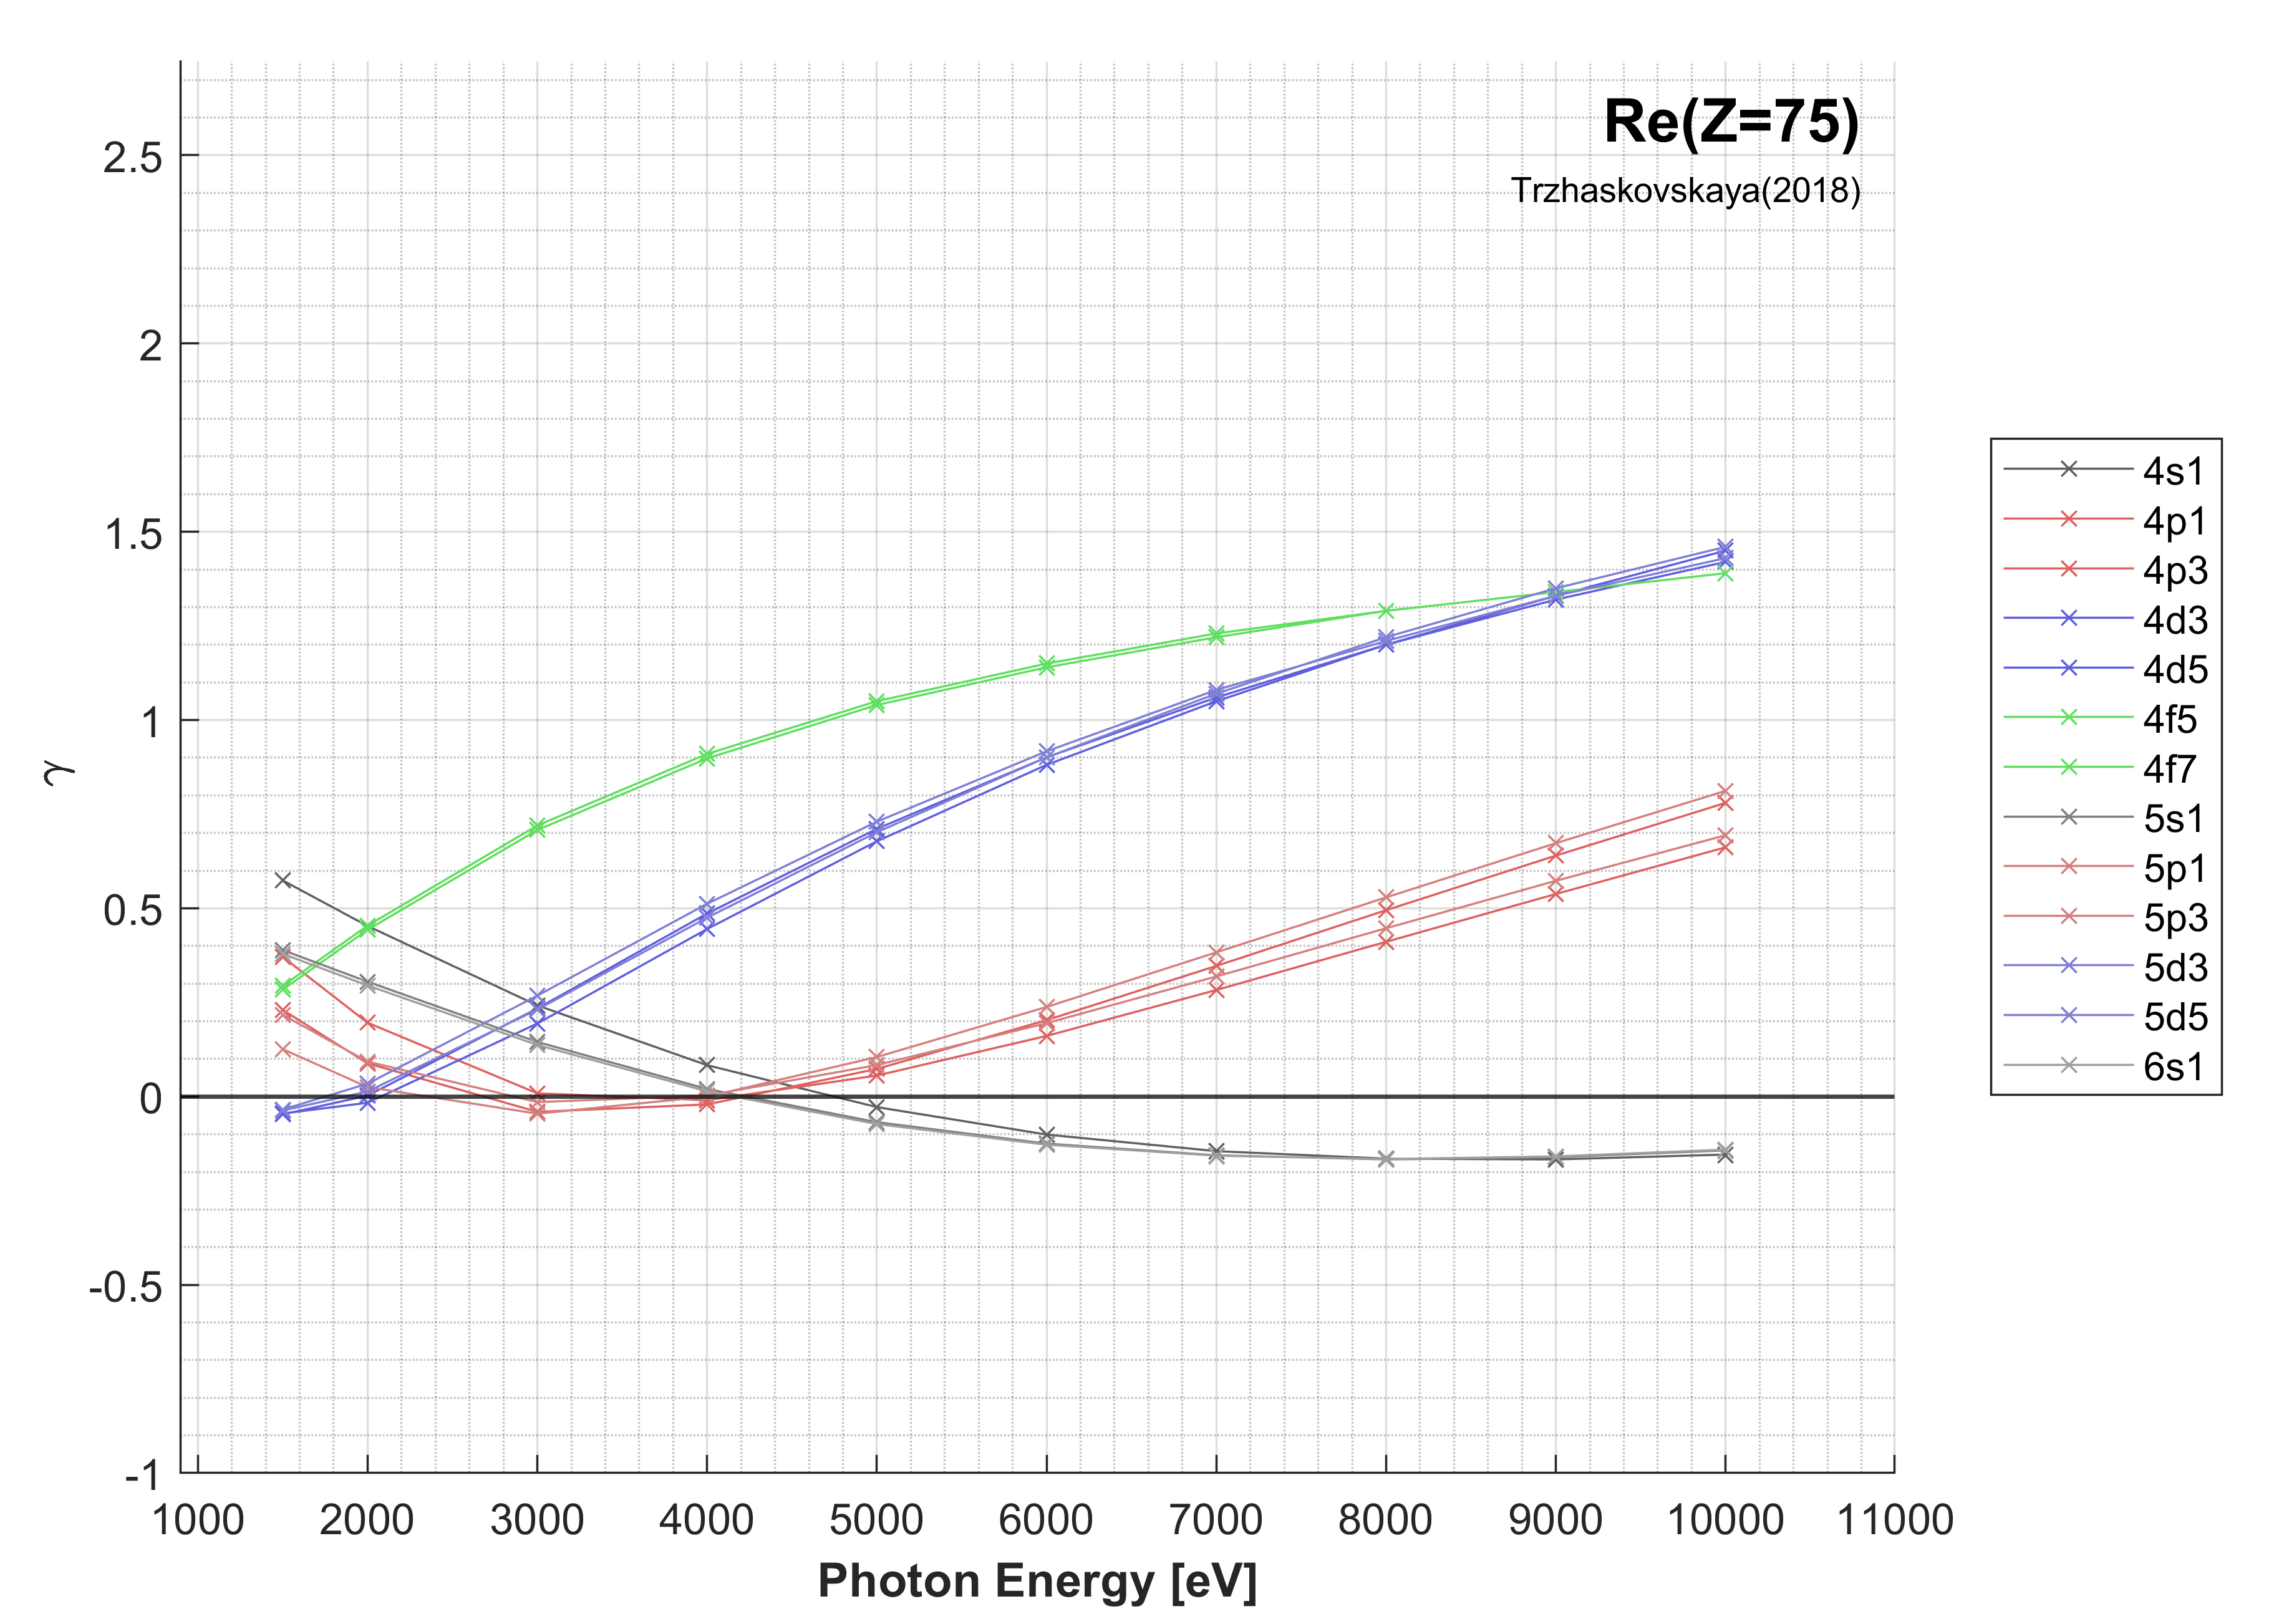 Re(Z=75)
Trzhaskovskaya(2018)
2.5
2
1.5
1
0.5
0
-0.5
-1
γ
1000 2000 3000 4000 5000 6000 7000 8000 9000 10000 11000
Photon Energy [eV]
4s1
4p1
4p3
4d3
4d5
4f5
4f7
5s1
5p1
5p3
5d3
5d5
6s1